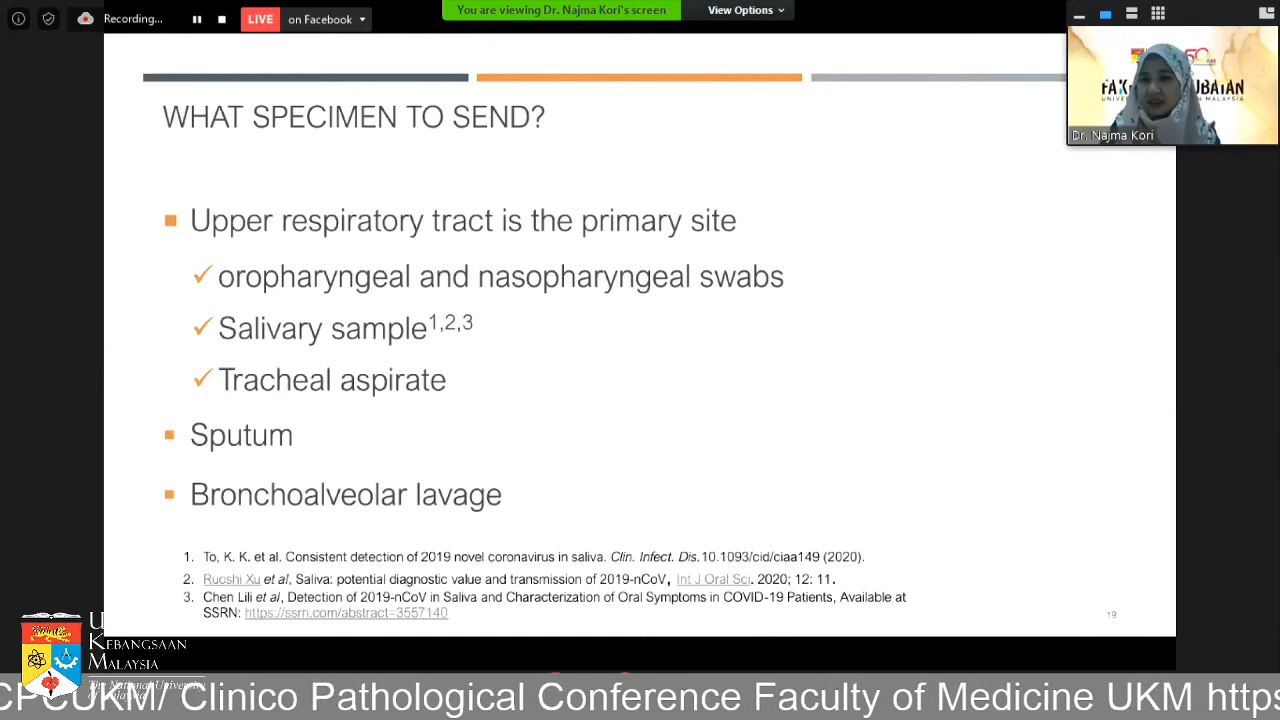 Recording...
LIVE on Facebook
You are viewing Dr. Najma Kori's screen
View Options
Dr. Najma Kori
WHAT SPECIMEN TO SEND?
Upper respiratory tract is the primary site
oropharyngeal and nasopharyngeal swabs
Salivary sample1,2,3
Tracheal aspirate
Sputum
Bronchoalveolar lavage
1. To, K. K. et al. Consistent detection of 2019 novel coronavirus in saliva. Clin. Infect. Dis.10.1093/cid/ciaa149 (2020).
2. Ruoshi Xu et al, Saliva: potential diagnostic value and transmission of 2019-nCoV, Int J Oral Sci. 2020; 12: 11.
3. Chen Lili et al, Detection of 2019-nCoV in Saliva and Characterization of Oral Symptoms in COVID-19 Patients, Available at
SSRN: https://ssrn.com/abstract=3557140
19
KEBANGSAAN
MALAYSIA
The National University
of Malaysia
CPCUKM/ Clinico Pathological Conference Faculty of Medicine UKM https